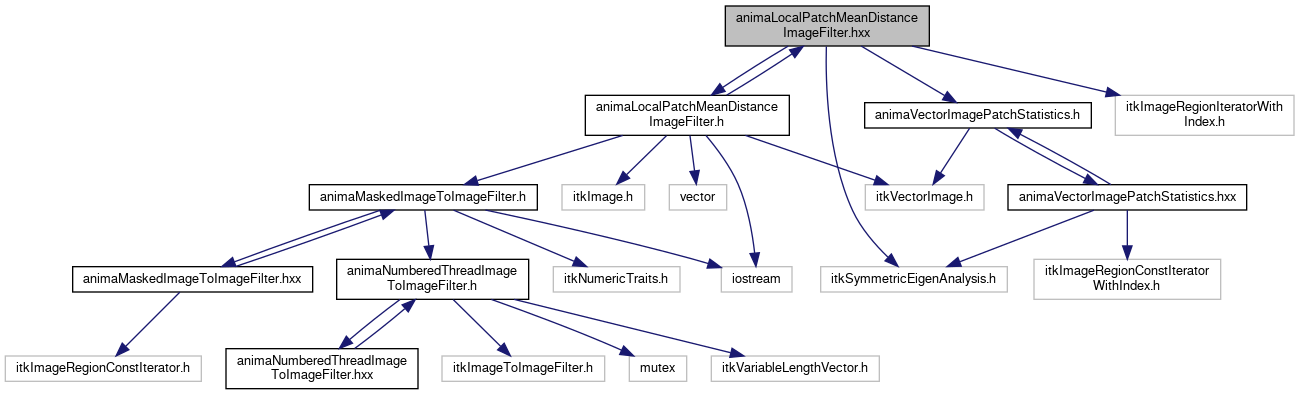 animaLocalPatchMeanDistance
ImageFilter.hxx
animaLocalPatchMeanDistance
ImageFilter.h
animaVectorImagePatchStatistics.h
itkImageRegionIteratorWith
Index.h
animaMaskedImageToImageFilter.h
itkImage.h
vector
itkVectorImage.h
animaVectorImagePatchStatistics.hxx
animaMaskedImageToImageFilter.hxx
animaNumberedThreadImage
ToImageFilter.h
itkNumericTraits.h
iostream
itkSymmetricEigenAnalysis.h
itkImageRegionConstIterator
WithIndex.h
itkImageRegionConstIterator.h
animaNumberedThreadImage
ToImageFilter.hxx
itkImageToImageFilter.h
mutex
itkVariableLengthVector.h